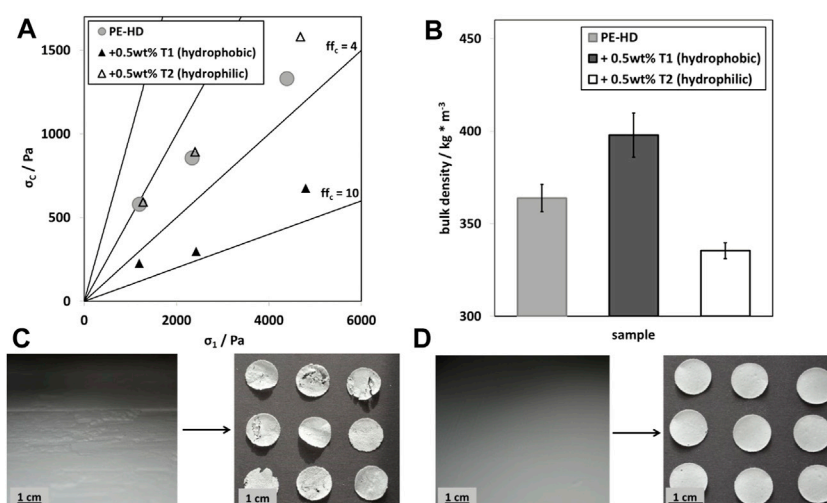 A
1500
1000
500
0
σC / Pa
PE-HD
+0.5wt% T1 (hydrophobic)
+0.5wt% T2 (hydrophilic)
ffc = 4
ffc = 10
0 2000 4000 6000
σ1 / Pa
B
450
400
350
300
bulk density / kg * m-3
PE-HD
+ 0.5wt% T1 (hydrophobic)
+ 0.5wt% T2 (hydrophilic)
sample
C
1 cm
1 cm
D
1 cm
1 cm